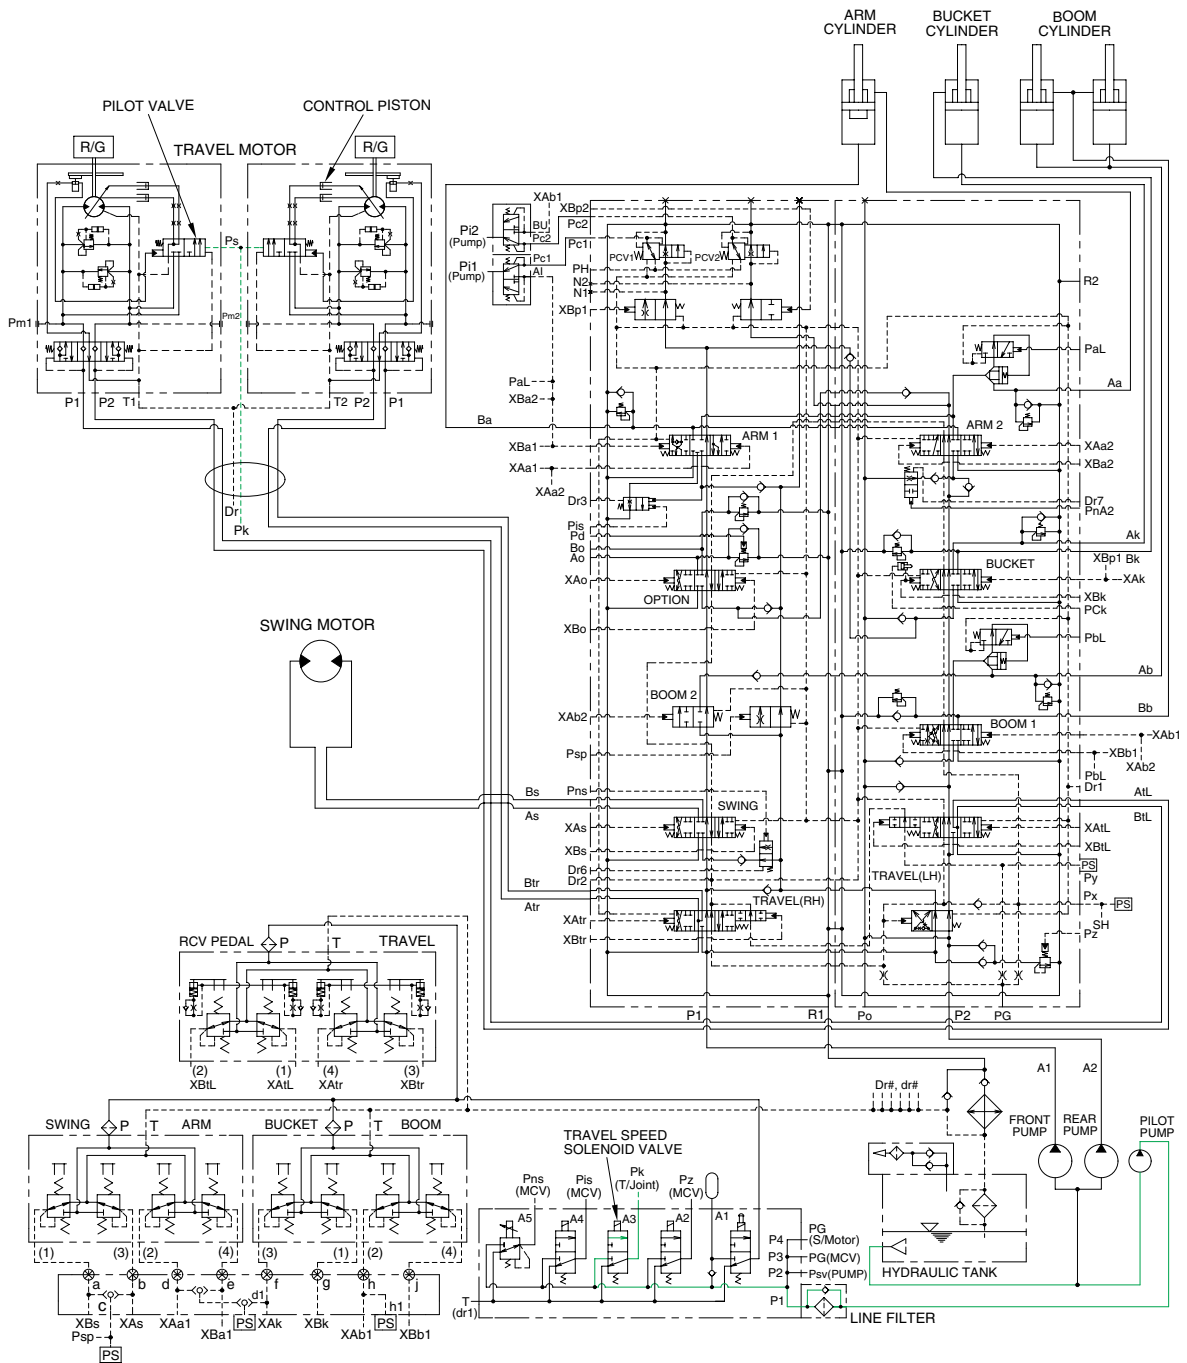 ARM
CYLINDER
BUCKET
CYLINDER
BOOM
CYLINDER
PILOT VALVE
CONTROL PISTON
R/G
TRAVEL MOTOR
R/G
Ps
Pm1
Pm2
P1
P2
T1
T2
P2
P1
Dr
Pk
XAb1
XBp2
BU
Pc2
Pi2
(Pump)
Pc2
Pc1
Pc1
Pi1
(Pump)
AI
PCV1
PCV2
PH
N2
N1
XBp1
R2
PaL
Aa
PaL
XBa2
Ba
ARM 1
ARM 2
XBa1
XAa2
XAa1
XBa2
XAa2
Dr3
Dr7
PnA2
Pis
Pd
Bo
Ao
Ak
XBp1
Bk
BUCKET
XAo
XAk
OPTION
XBk
PCk
XBo
PbL
SWING MOTOR
Ab
BOOM 2
Bb
XAb2
BOOM 1
XAb1
Psp
XBb1
PbL
XAb2
Dr1
Pns
AtL
Bs
As
SWING
BtL
XAs
XAtL
XBs
XBtL
Dr6
Dr2
TRAVEL(LH)
PS
Py
Btr
TRAVEL(RH)
Px
PS
Atr
XAtr
SH
XBtr
Pz
RCV PEDAL
P
T
TRAVEL
P1
R1
Po
P2
PG
(2)
(1)
(4)
(3)
XBtL
XAtL
XAtr
XBtr
A1
A2
Dr#, dr#
FRONT
PUMP
REAR
PUMP
PILOT
PUMP
SWING
P
T
ARM
BUCKET
P
T
BOOM
TRAVEL SPEED
SOLENOID VALVE
Pns
(MCV)
Pis
(MCV)
Pk
(T/Joint)
Pz
(MCV)
A5
A4
A3
A2
A1
PG
(S/Motor)
P4
P3
PG(MCV)
P2
Psv(PUMP)
P1
T
(dr1)
LINE FILTER
HYDRAULIC TANK
(1)
(3)
(2)
(4)
(3)
(1)
(2)
(4)
a
b
d
e
f
g
h
j
c
d1
h1
XBs
XAs
XAa1
XBa1
PS
XAk
XBk
XAb1
PS
XBb1
Psp
PS